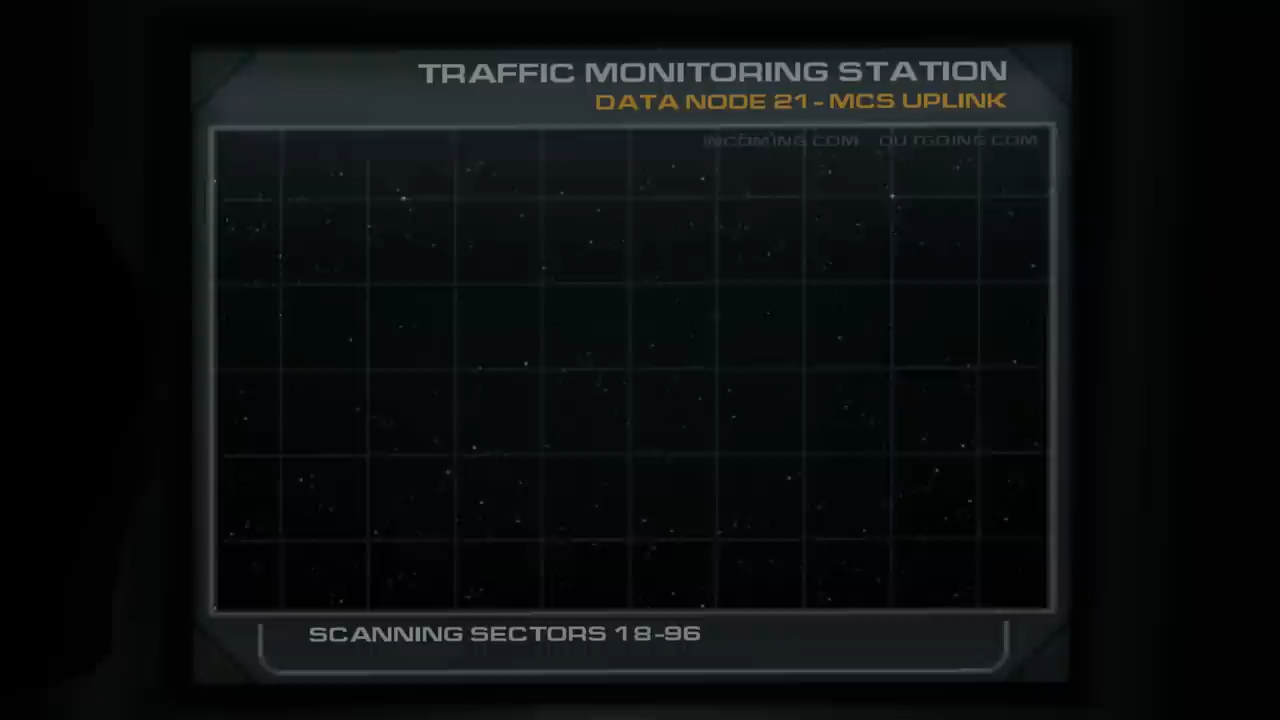 TRAFFIC MONITORING STATION
DATA NODE 21 - MCS UPLINK
INCOMING COM OUTGOING COM
SCANNING SECTORS 18-96